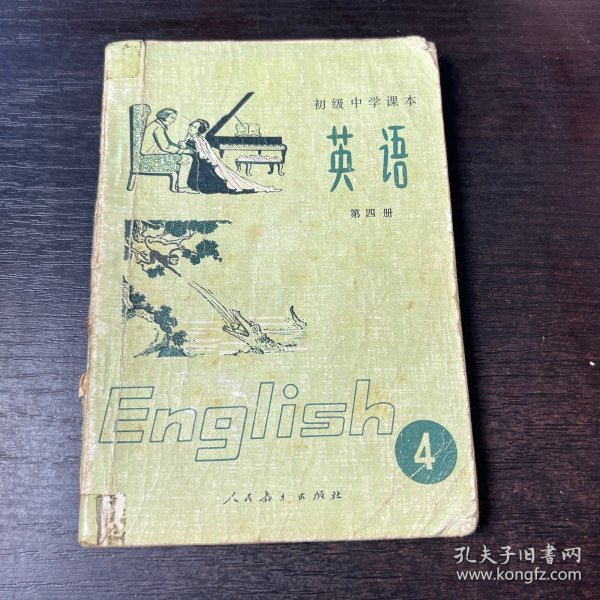 初级中学课本
英语
第四册
English
4
人民教育出版社
孔夫子旧书网
www.kongfz.com